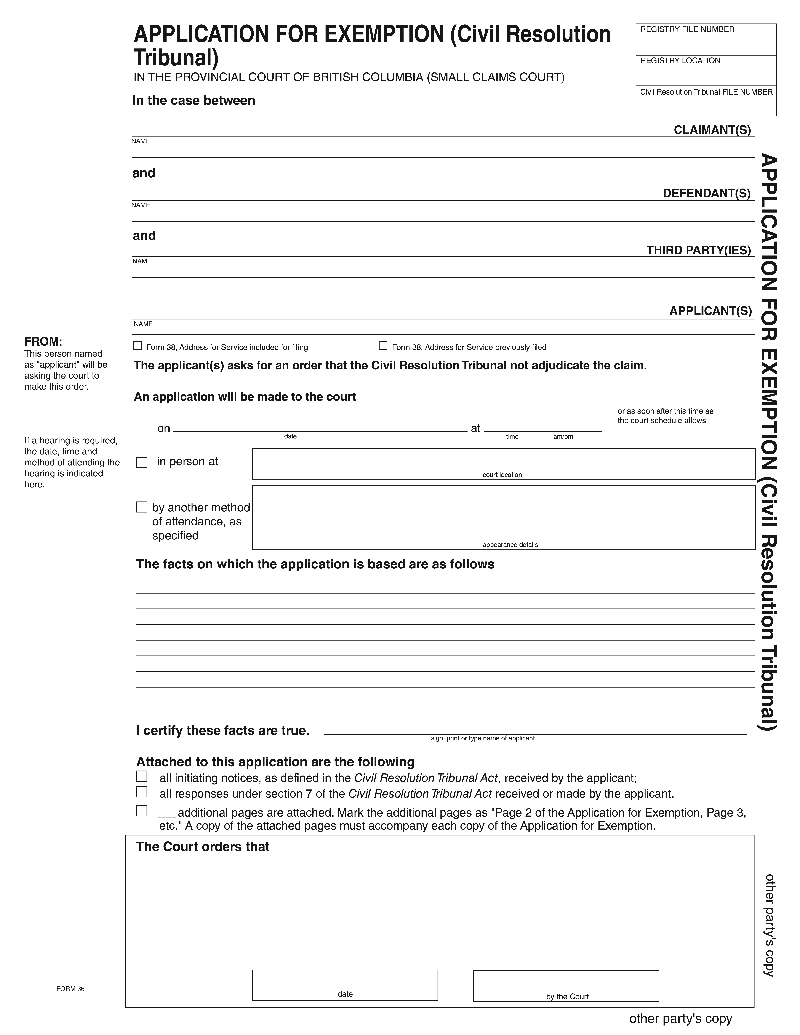 APPLICATION FOR EXEMPTION (Civil Resolution
Tribunal)
IN THE PROVINCIAL COURT OF BRITISH COLUMBIA (SMALL CLAIMS COURT)
REGISTRY FILE NUMBER
REGISTRY LOCATION
Civil Resolution Tribunal FILE NUMBER
In the case between
CLAIMANT(S)
NAME
and
DEFENDANT(S)
NAME
and
THIRD PARTY(IES)
NAM
APPLICANT(S)
NAME
FROM:
This person named
as "applicant" will be
asking the court to
make this order.
Form 38, Address for Service included for filing
Form 38, Address for Service previously filed
The applicant(s) asks for an order that the Civil Resolution Tribunal not adjudicate the claim.
An application will be made to the court
on
date
at
time am/pm
or as soon after this time as
the court schedule allows
If a hearing is required,
the date, time and
method of attending the
hearing is indicated
here.
in person at
court location
by another method
of attendance, as
specified
appearance details
The facts on which the application is based are as follows
I certify these facts are true.
sign, print or type name of applicant
Attached to this application are the following
all initiating notices, as defined in the Civil Resolution Tribunal Act, received by the applicant;
all responses under section 7 of the Civil Resolution Tribunal Act received or made by the applicant.
___ additional pages are attached. Mark the additional pages as "Page 2 of the Application for Exemption, Page 3,
etc." A copy of the attached pages must accompany each copy of the Application for Exemption.
The Court orders that
date
by the Court
FORM 36
other party's copy
APPLICATION FOR EXEMPTION (Civil Resolution Tribunal)
other party's copy